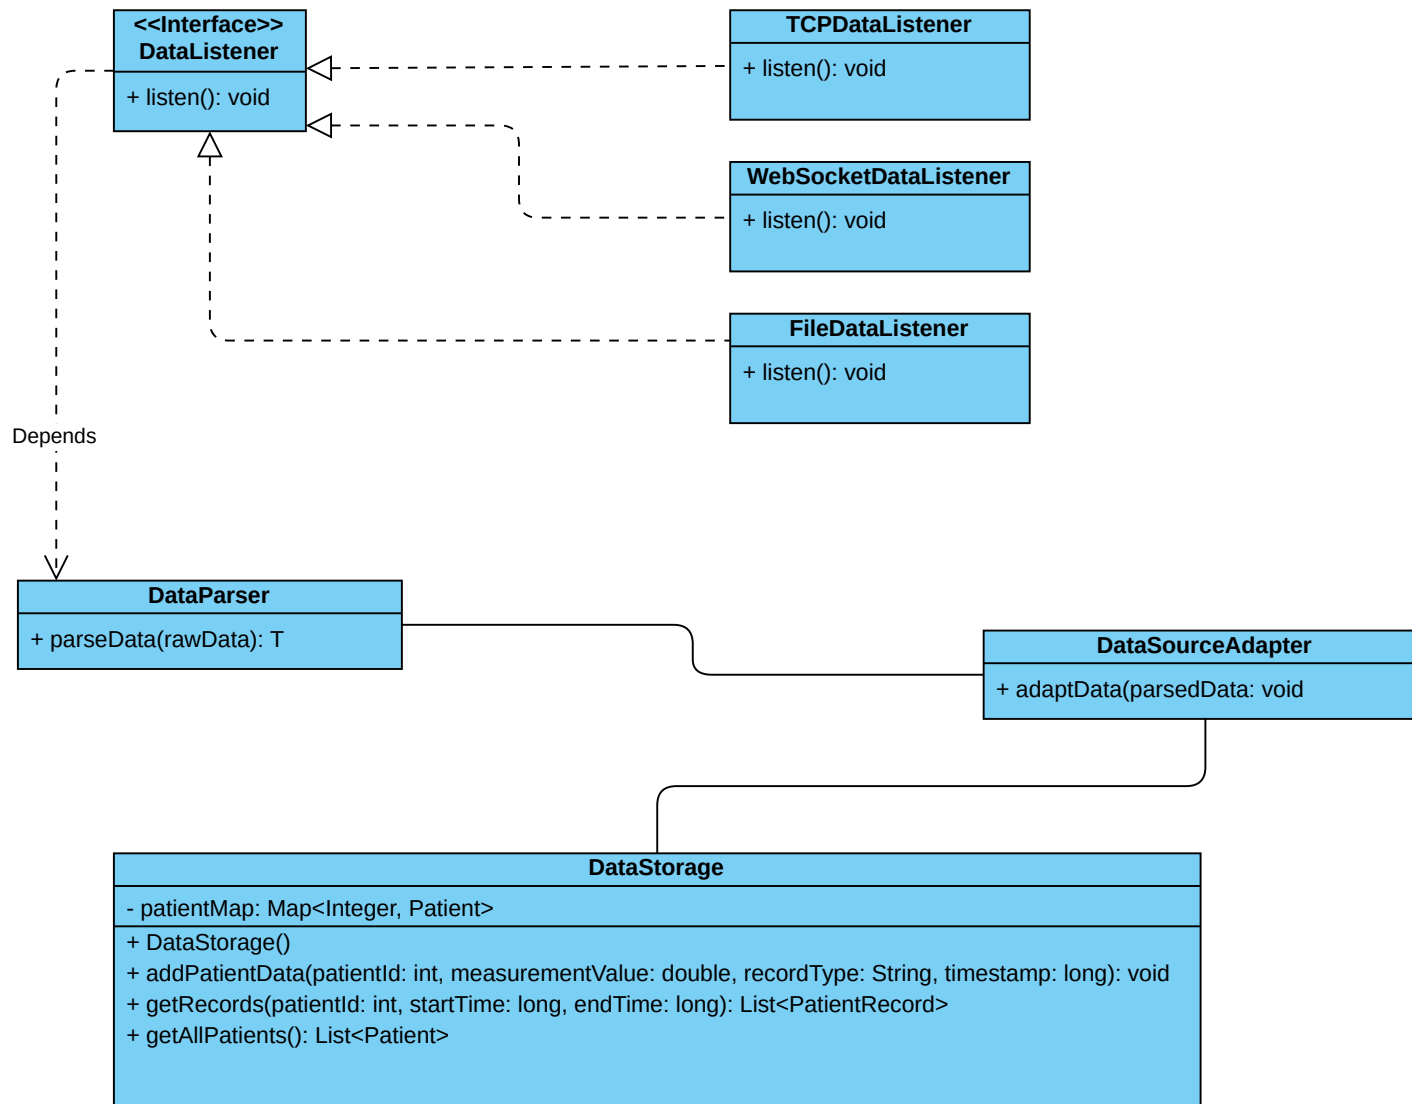 <<Interface>>
DataListener
+ listen(): void
TCPDataListener
+ listen(): void
WebSocketDataListener
+ listen(): void
FileDataListener
+ listen(): void
Depends
DataParser
+ parseData(rawData): T
DataSourceAdapter
+ adaptData(parsedData: void
DataStorage
- patientMap: Map<Integer, Patient>
+ DataStorage()
+ addPatientData(patientId: int, measurementValue: double, recordType: String, timestamp: long): void
+ getRecords(patientId: int, startTime: long, endTime: long): List<PatientRecord>
+ getAllPatients(): List<Patient>